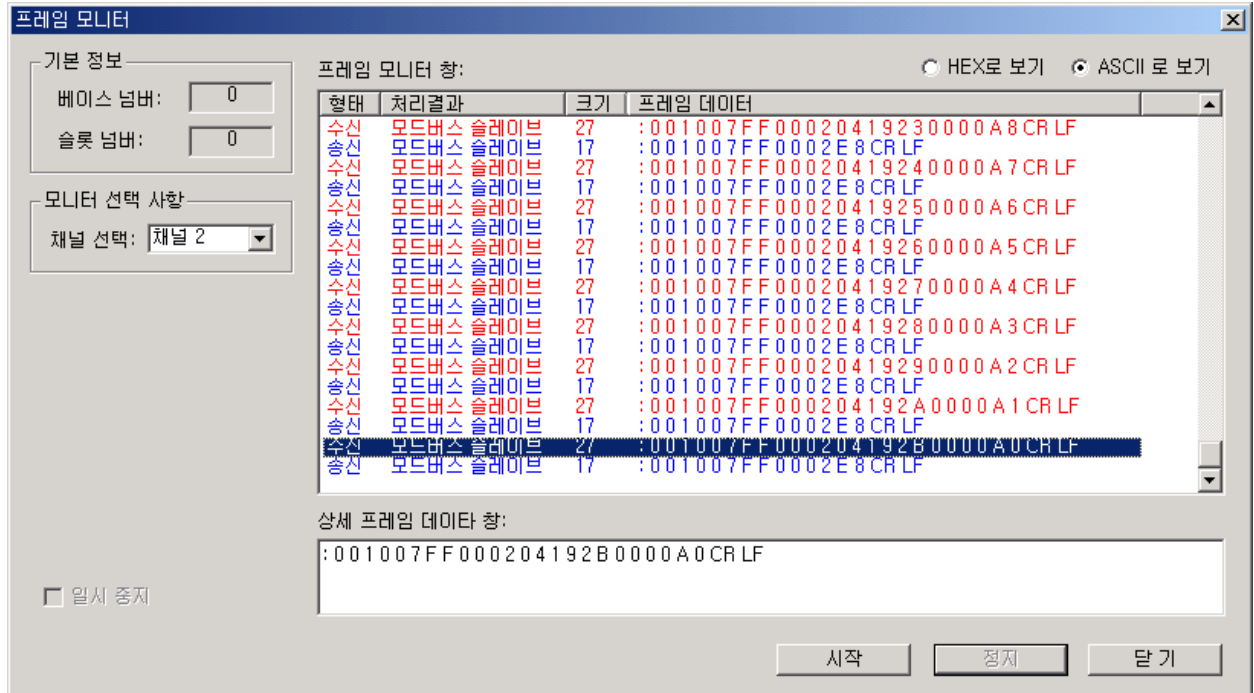 프레임 모니터
기본 정보
베이스 넘버: 0
슬롯 넘버: 0
모니터 선택 사항
채널 선택: 채널 2
일시 중지
프레임 모니터 창:
HEX로 보기 ASCII 로 보기
형태 처리결과 크기 프레임 데이터
수신 모드버스 슬레이브 27 :001007FF000204192300​00A8CRLF
송신 모드버스 슬레이브 17 :001007FF0002E8CRLF
수신 모드버스 슬레이브 27 :001007FF00020419240000A7CRLF
송신 모드버스 슬레이브 17 :001007FF0002E8CRLF
수신 모드버스 슬레이브 27 :001007FF00020419250000A6CRLF
송신 모드버스 슬레이브 17 :001007FF0002E8CRLF
수신 모드버스 슬레이브 27 :001007FF00020419260000A5CRLF
송신 모드버스 슬레이브 17 :001007FF0002E8CRLF
수신 모드버스 슬레이브 27 :001007FF00020419270000A4CRLF
송신 모드버스 슬레이브 17 :001007FF0002E8CRLF
수신 모드버스 슬레이브 27 :001007FF00020419280000A3CRLF
송신 모드버스 슬레이브 17 :001007FF0002E8CRLF
수신 모드버스 슬레이브 27 :001007FF00020419290000A2CRLF
송신 모드버스 슬레이브 17 :001007FF0002E8CRLF
수신 모드버스 슬레이브 27 :001007FF000204192A0000A1CRLF
송신 모드버스 슬레이브 17 :001007FF0002E8CRLF
수신 모드버스 슬레이브 27 :001007FF000204192B0000A0CRLF
송신 모드버스 슬레이브 17 :001007FF0002E8CRLF
상세 프레임 데이타 창:
:001007FF000204192B0000A0CRLF
시작 정지 닫기